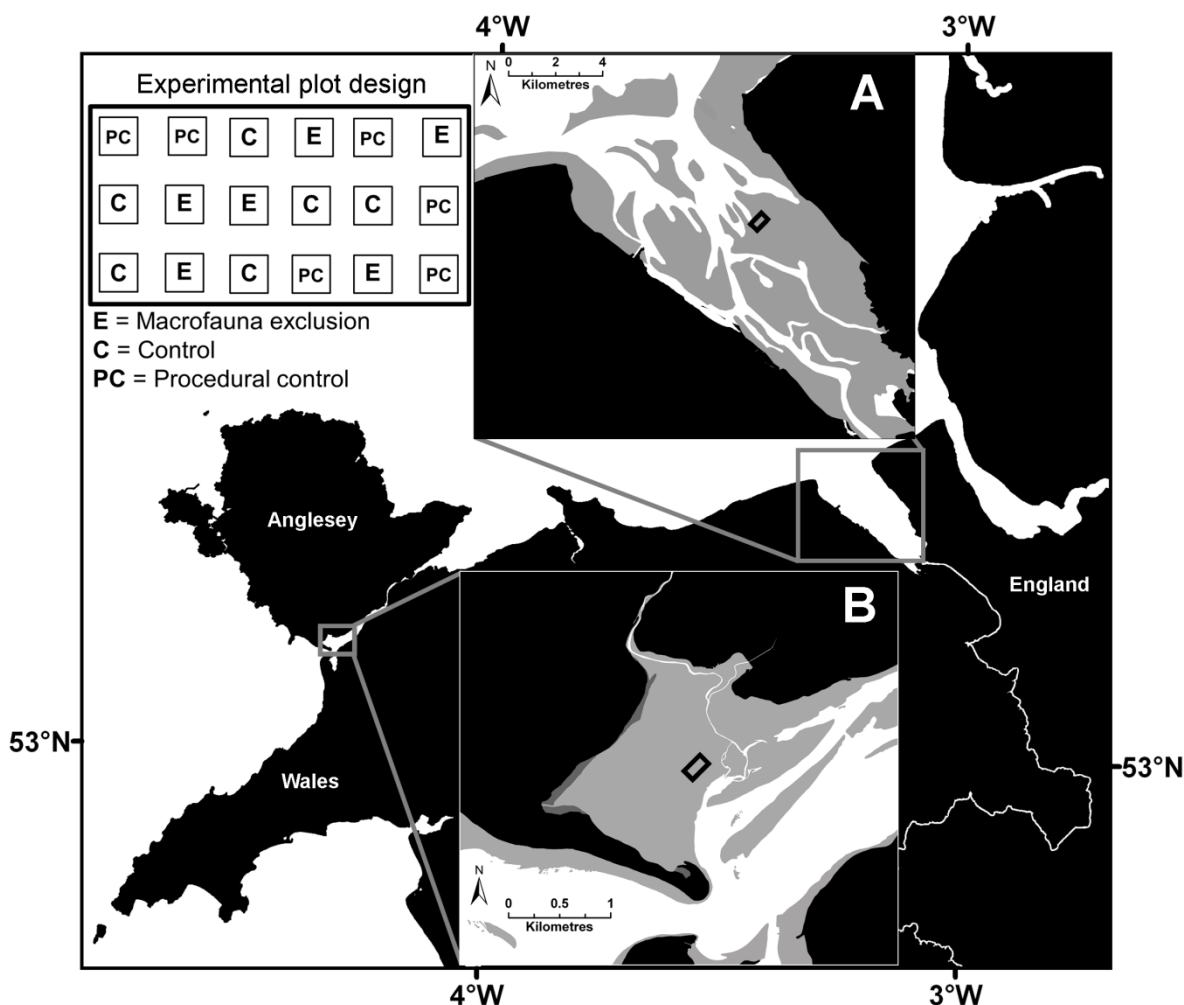 4°W 3°W
Experimental plot design
PC PC C E PC E
C E E C C PC
C E C PC E PC
E = Macrofauna exclusion
C = Control
PC = Procedural control
N
0 2 4
Kilometres
A
Anglesey
England
B
53°N
Wales
53°N
N
0 0.5 1
Kilometres
4°W 3°W